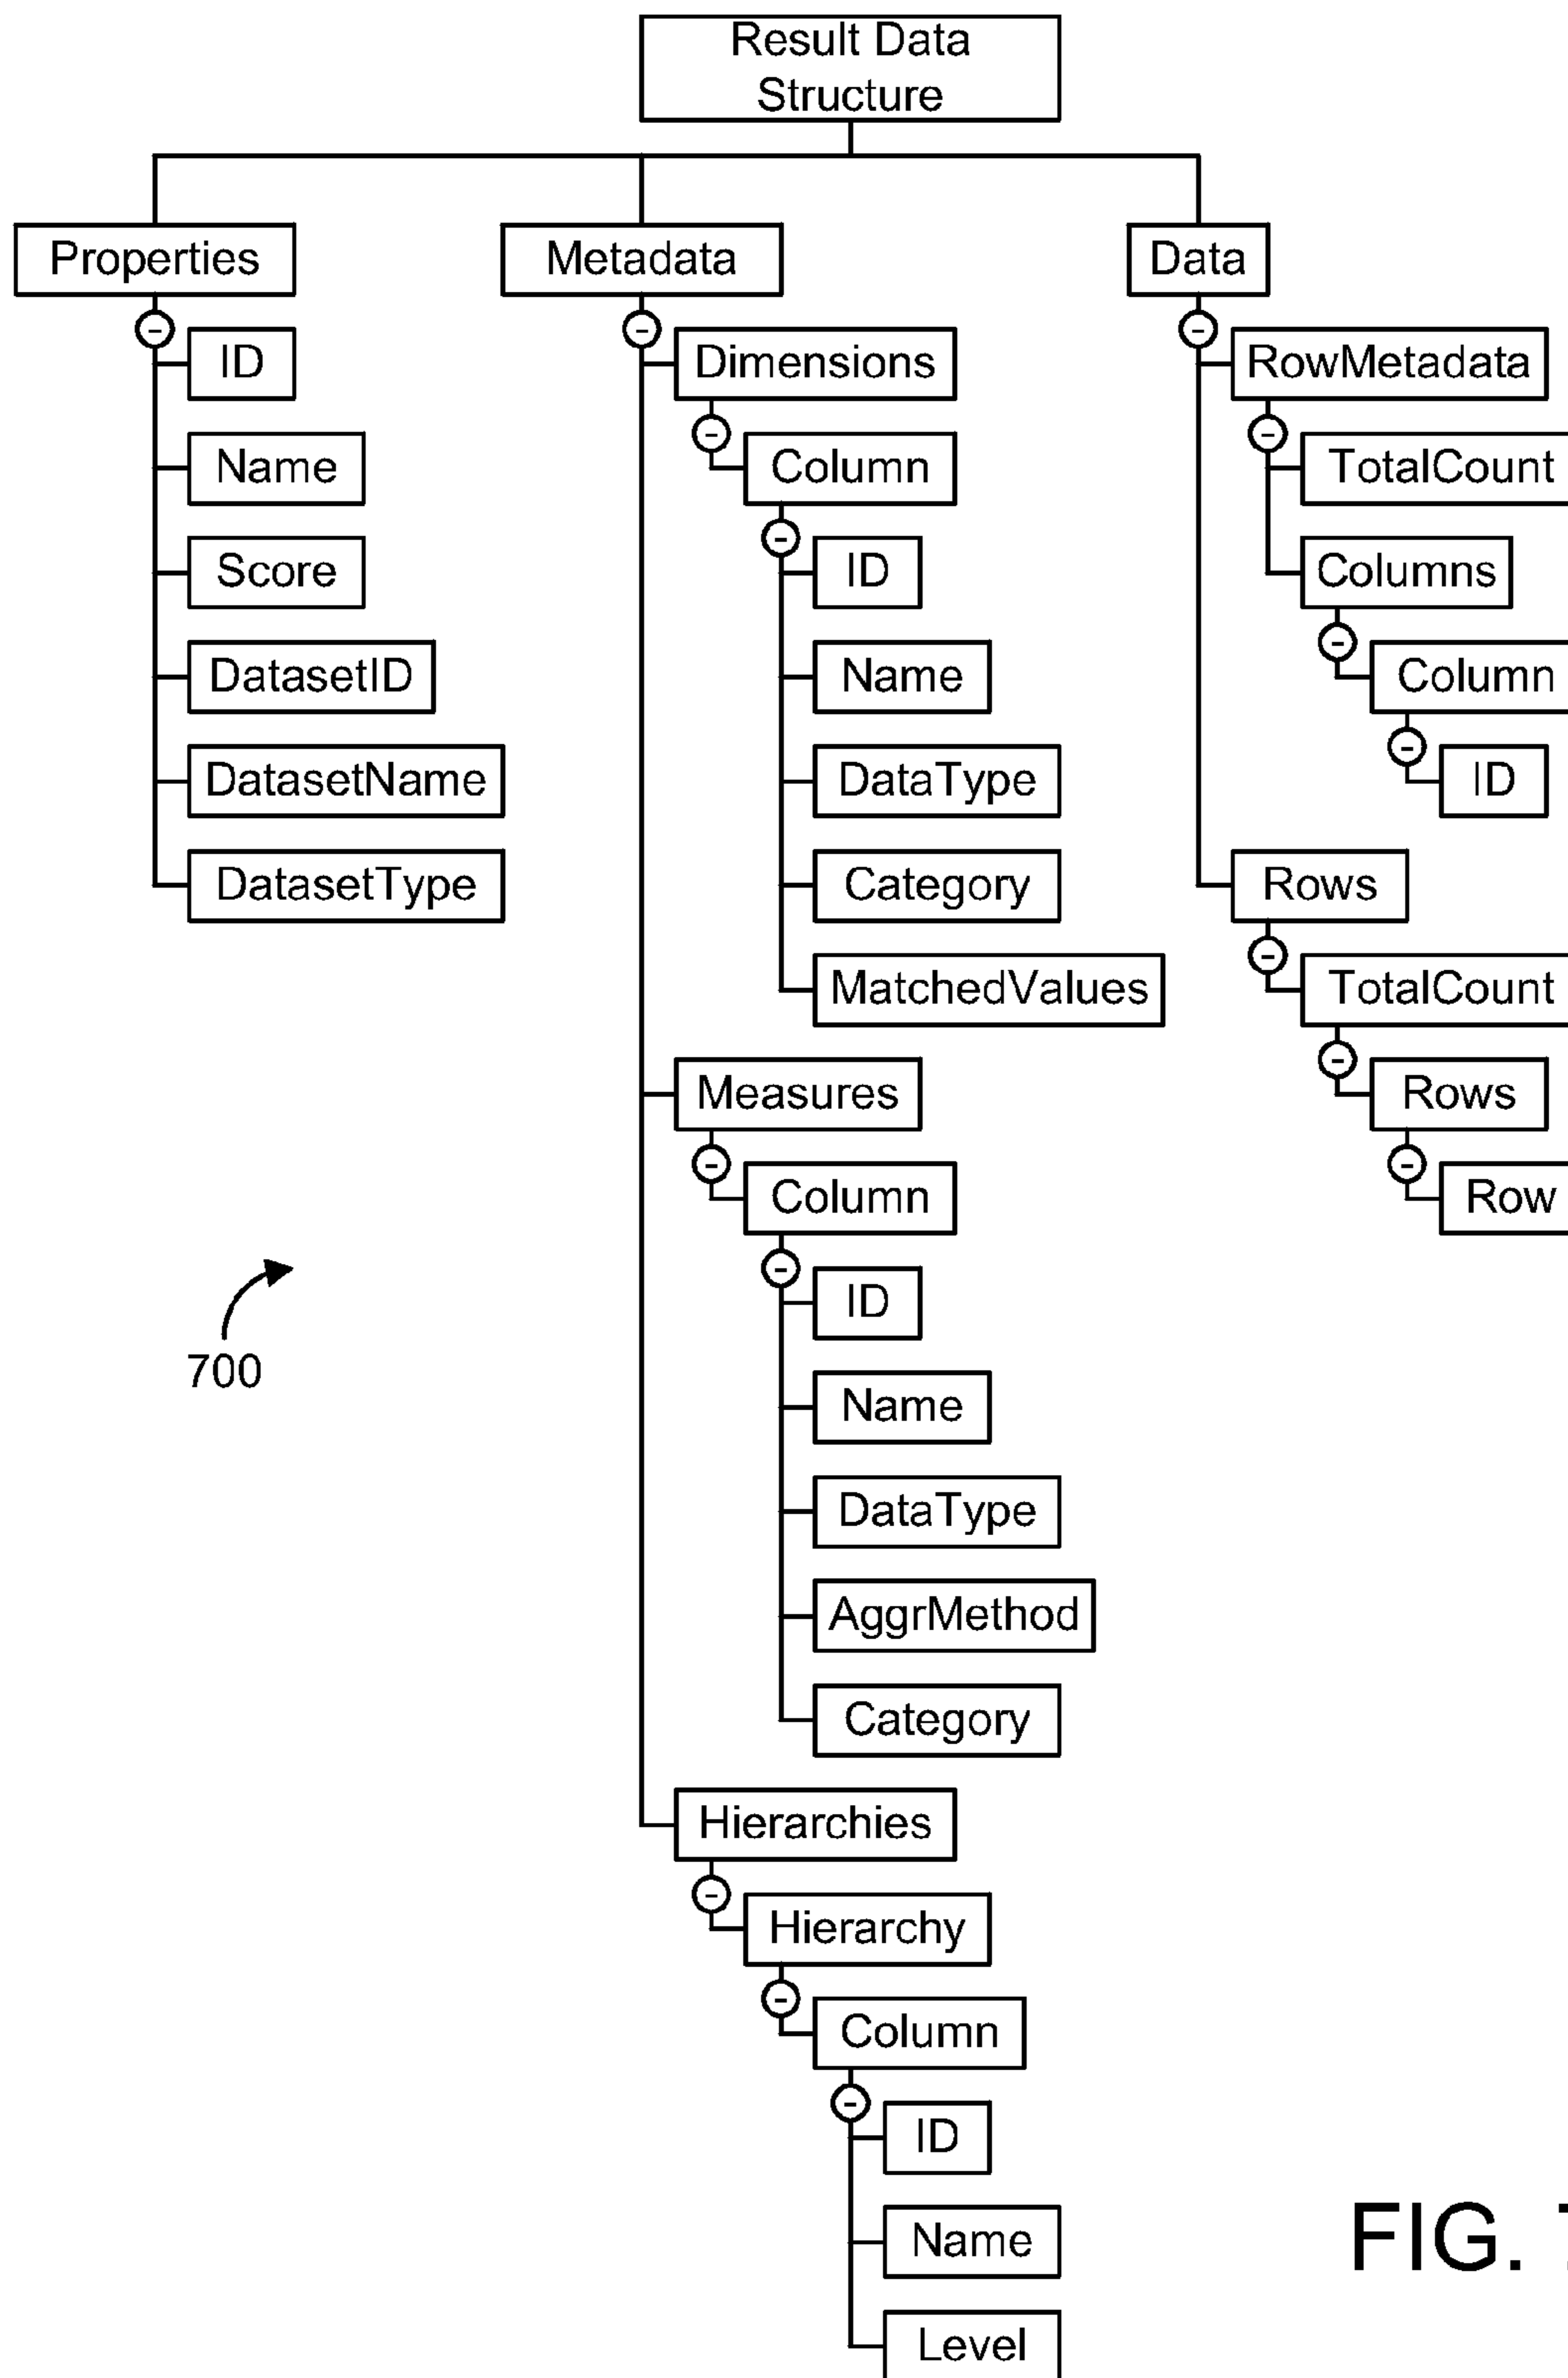 Result Data
Structure
Properties
ID
Name
Score
DatasetID
DatasetName
DatasetType
Metadata
Dimensions
Column
ID
Name
DataType
Category
MatchedValues
Measures
Column
ID
Name
DataType
AggrMethod
Category
Hierarchies
Hierarchy
Column
ID
Name
Level
Data
RowMetadata
TotalCount
Columns
Column
ID
Rows
TotalCount
Rows
Row
700
FIG.